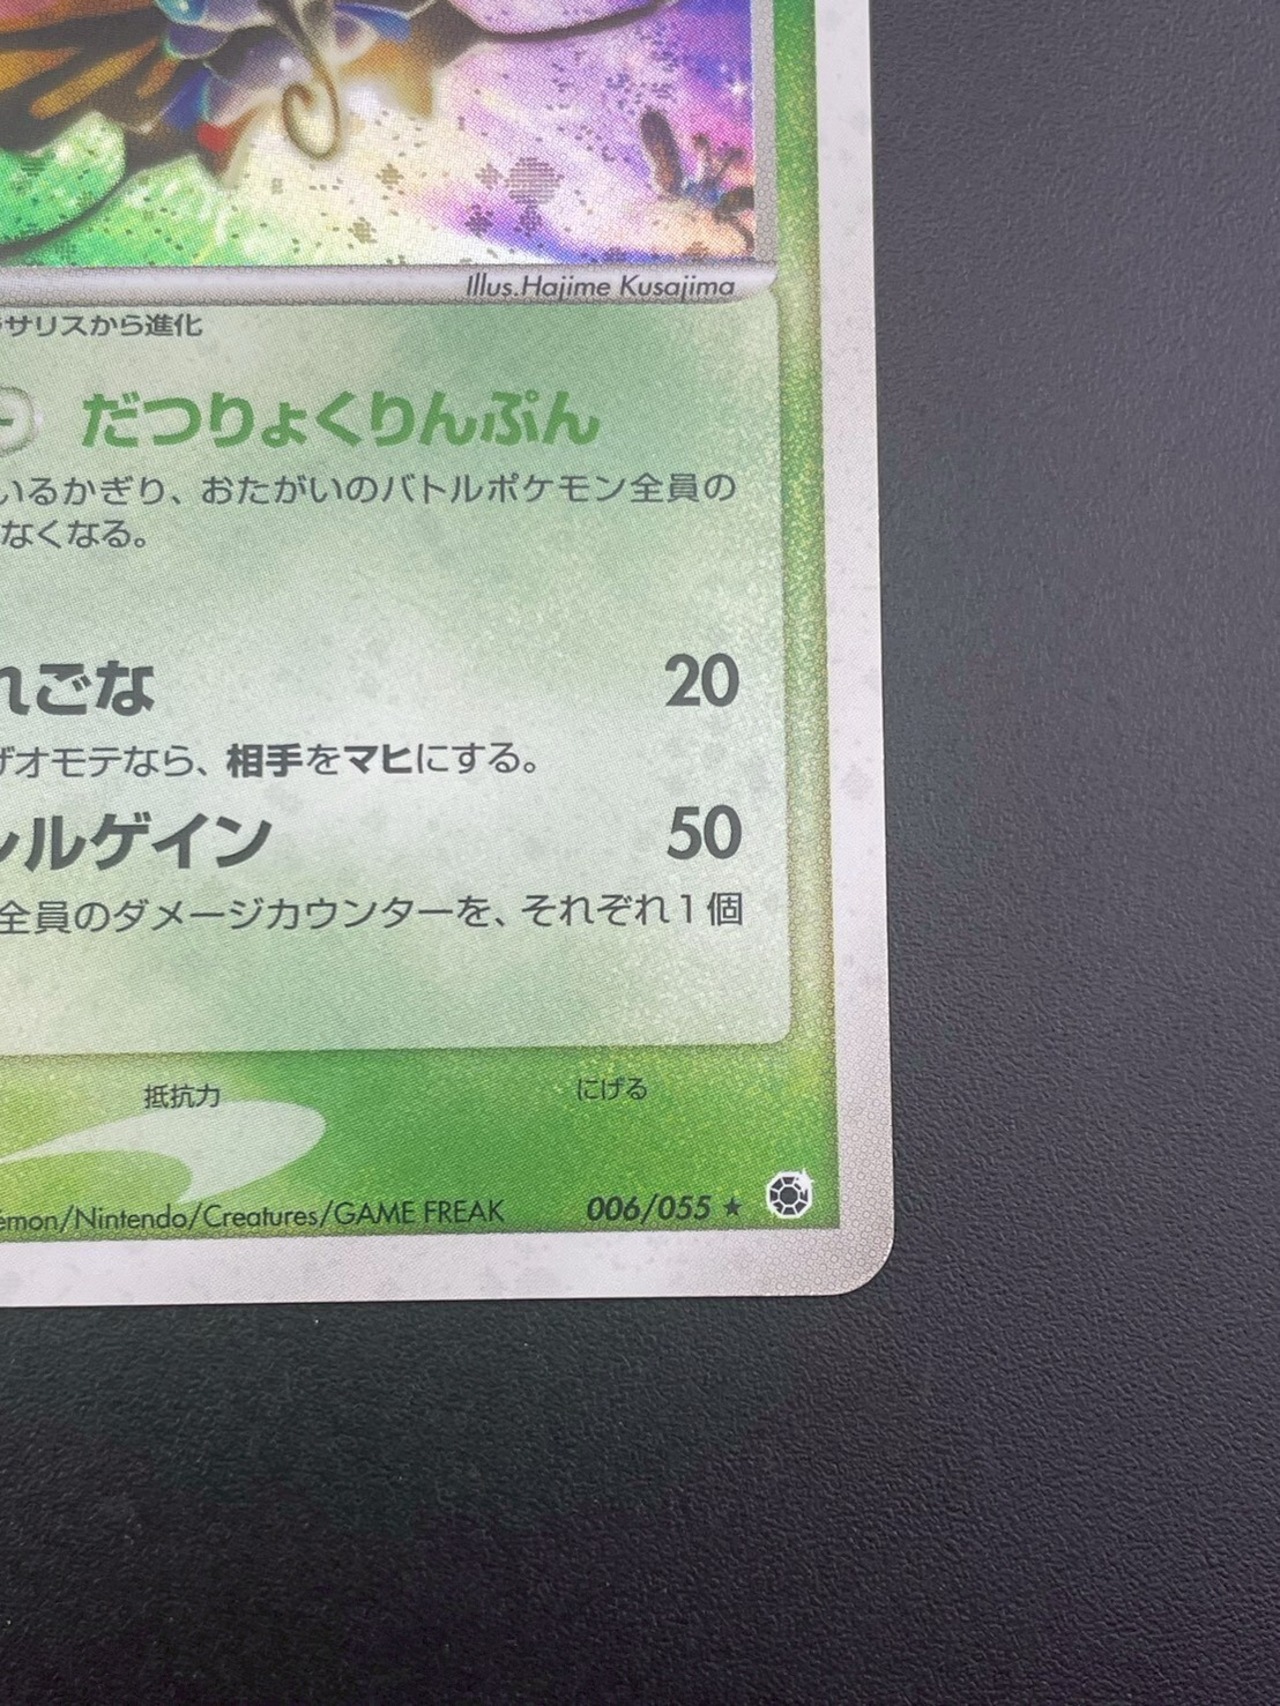 Illus.Hajime Kusajima
サリスから進化
だつりょくりんぷん
いるかぎり、おたがいのバトルポケモン全員の
なくなる。
れごな 20
オモテなら、相手をマヒにする。
ルゲイン 50
全員のダメージカウンターを、それぞれ1個
抵抗力 にげる
émon/Nintendo/Creatures/GAME FREAK 006/055 ★